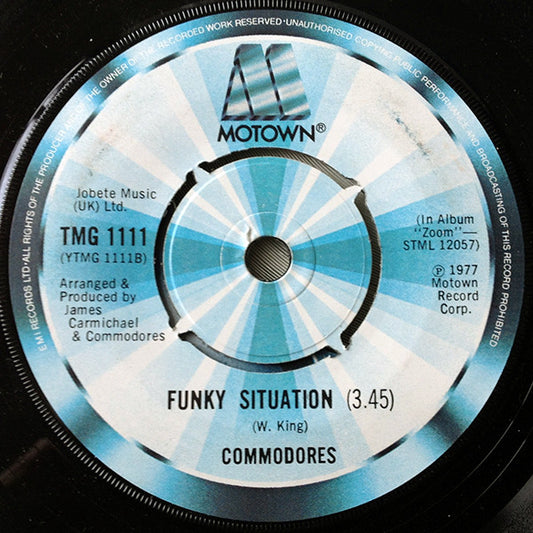 EMI RECORDS LTD·ALL RIGHTS OF THE PRODUCER AND OF THE OWNER OF THE RECORDED WORK RESERVED·UNAUTHORISED COPYING PUBLIC PERFORMANCE AND BROADCASTING OF THIS RECORD PROHIBITED
M
MOTOWN®
Jobete Music
(UK) Ltd.
TMG 1111
(YTMG 1111B)
Arranged &
Produced by
James
Carmichael
& Commodores
(In Album
"Zoom"—
STML 12057)
℗ 1977
Motown
Record
Corp.
FUNKY SITUATION (3.45)
(W. King)
COMMODORES